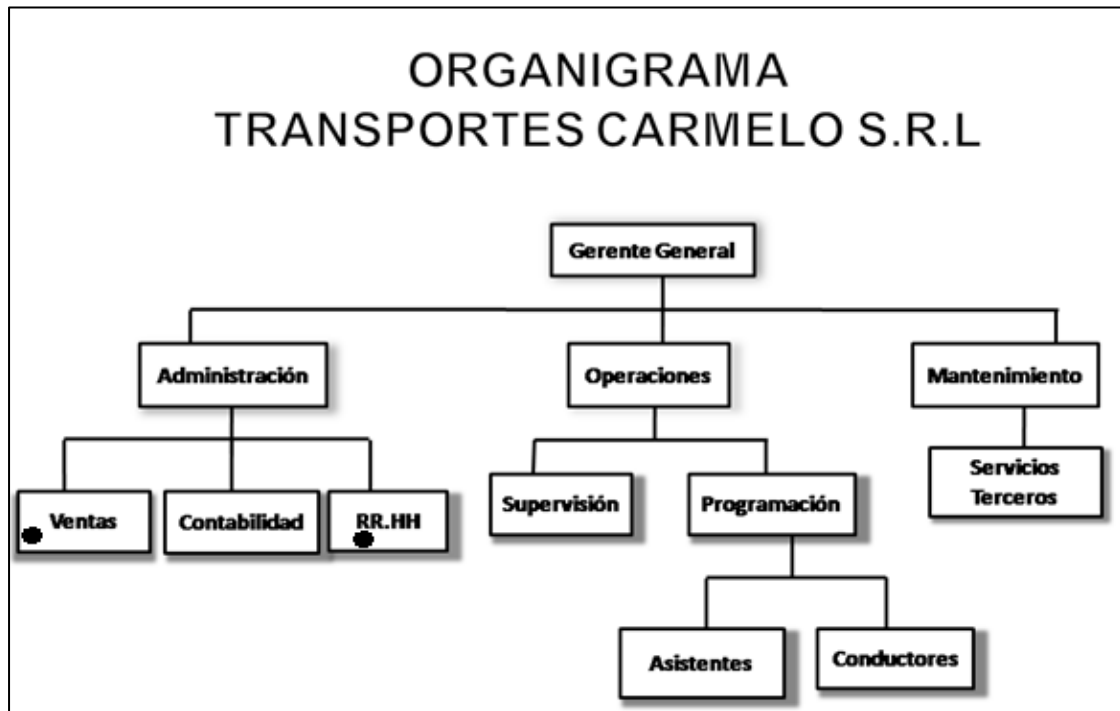 ORGANIGRAMA
TRANSPORTES CARMELO S.R.L
Gerente General
Administración
Operaciones
Mantenimiento
Ventas
Contabilidad
RR.HH
Supervisión
Programación
Servicios
Terceros
Asistentes
Conductores